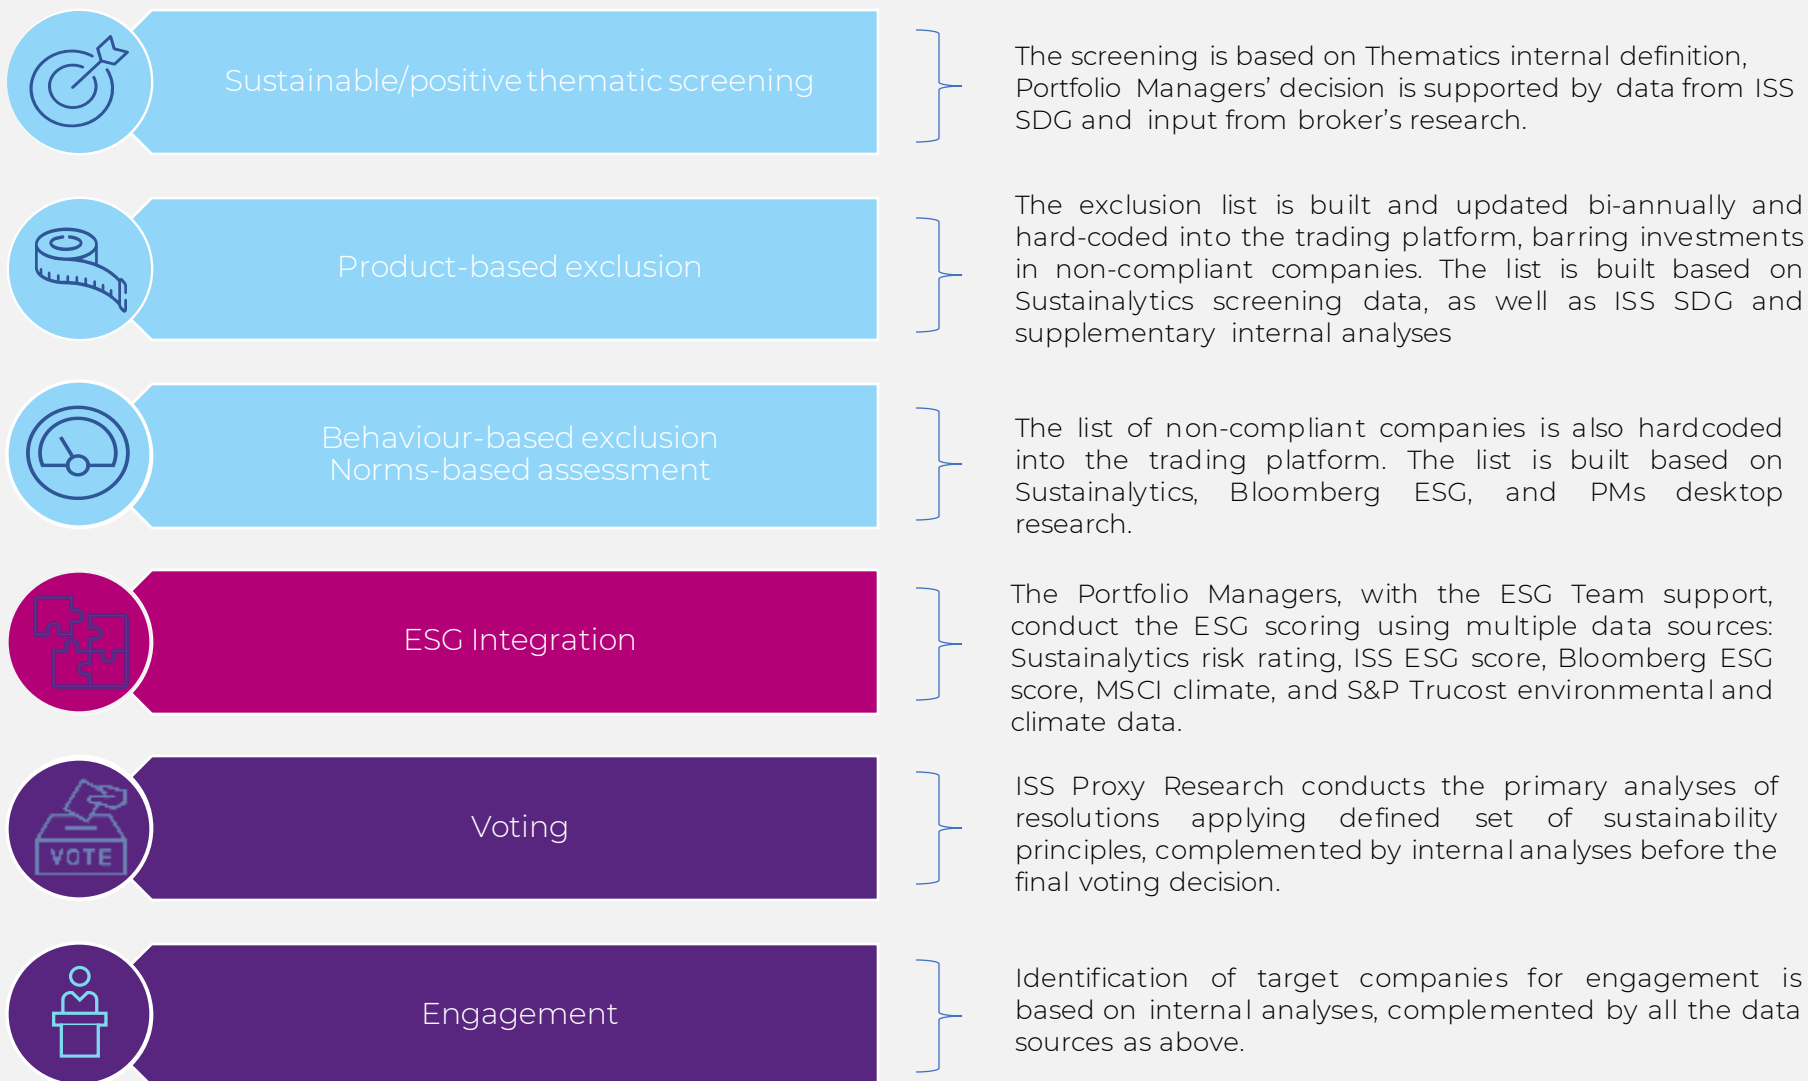 Sustainable/positive thematic screening
The screening is based on Thematics internal definition,
Portfolio Managers' decision is supported by data from ISS
SDG and input from broker's research.
Product-based exclusion
The exclusion list is built and updated bi-annually and
hard-coded into the trading platform, barring investments
in non-compliant companies. The list is built based on
Sustainalytics screening data, as well as ISS SDG and
supplementary internal analyses
Behaviour-based exclusion
Norms-based assessment
The list of non-compliant companies is also hardcoded
into the trading platform. The list is built based on
Sustainalytics, Bloomberg ESG, and PMs desktop
research.
ESG Integration
The Portfolio Managers, with the ESG Team support,
conduct the ESG scoring using multiple data sources:
Sustainalytics risk rating, ISS ESG score, Bloomberg ESG
score, MSCI climate, and S&P Trucost environmental and
climate data.
VOTE
Voting
ISS Proxy Research conducts the primary analyses of
resolutions applying defined set of sustainability
principles, complemented by internal analyses before the
final voting decision.
Engagement
Identification of target companies for engagement is
based on internal analyses, complemented by all the data
sources as above.